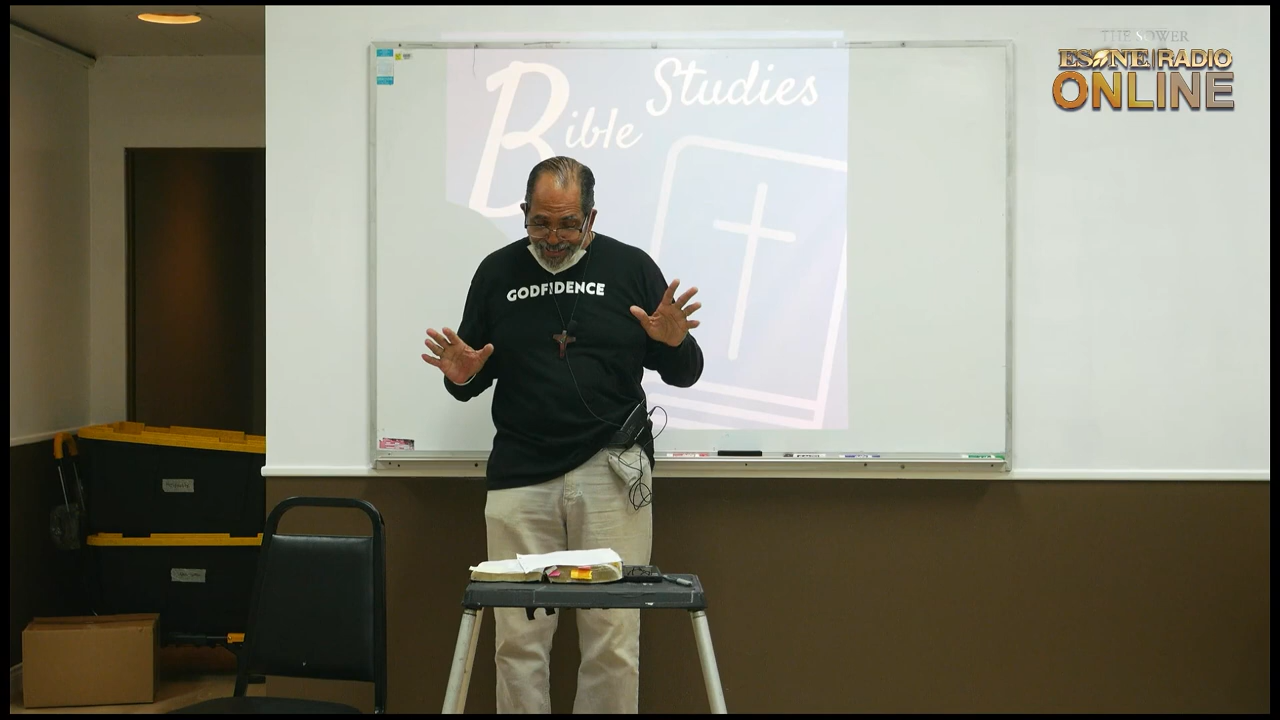 THE SOWER
ESNE RADIO
ONLINE
Bible Studies
GODFIDENCE